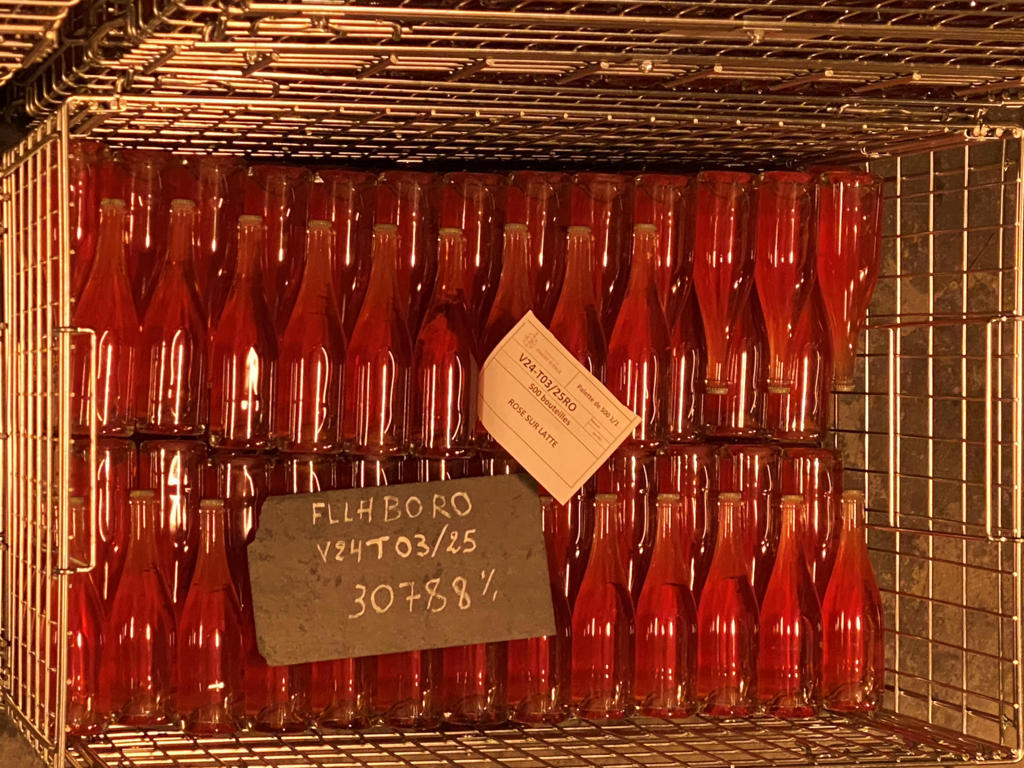 V24-T03/25RO
500 bouteilles
Palette de 500 1/1
ROSE SUR LATTE
FLLHBORO
V24T03/25
30788 %